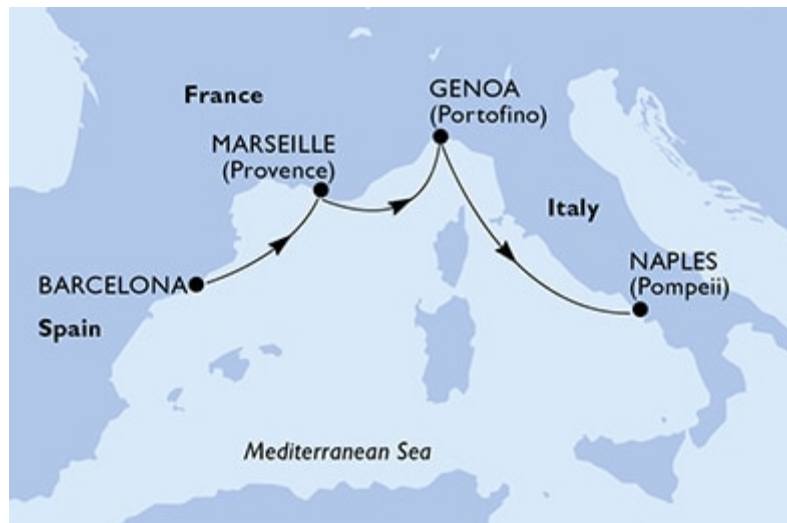 France
GENOA
(Portofino)
MARSEILLE
(Provence)
Italy
BARCELONA
Spain
NAPLES
(Pompeii)
Mediterranean Sea